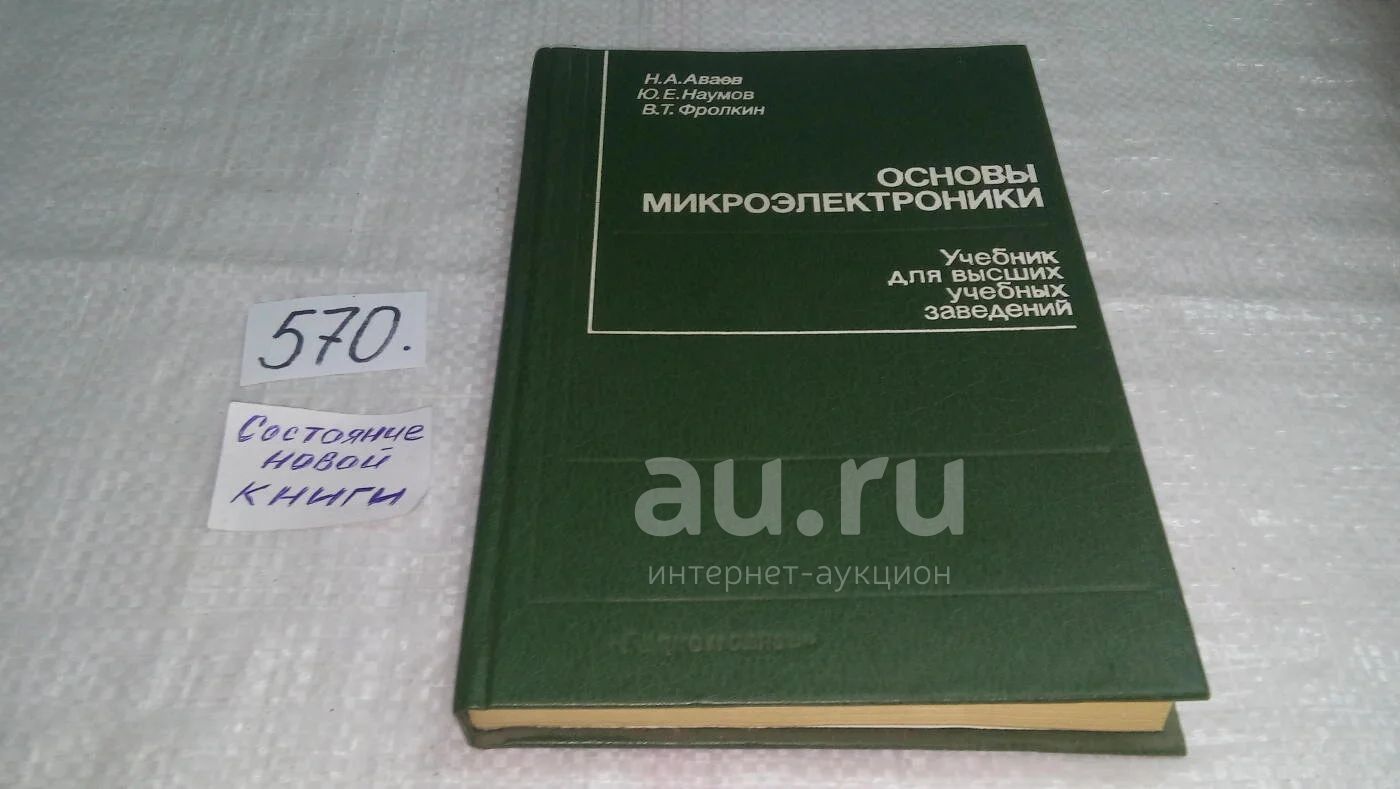 Н.А.Аваев
Ю.Е.Наумов
В.Т.Фролкин
ОСНОВЫ
МИКРОЭЛЕКТРОНИКИ
Учебник
для высших
учебных
заведений
570.
Состояние
новой
книги
au.ru
интернет-аукцион